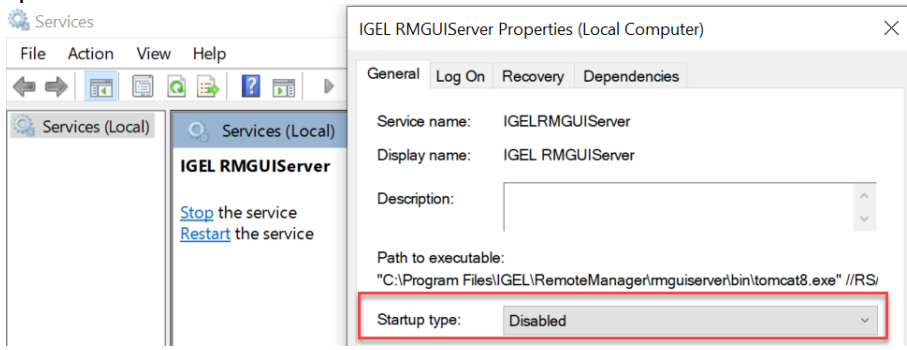 Services
File Action View Help
Services (Local)
Services (Local)
IGEL RMGUIServer
Stop the service
Restart the service
IGEL RMGUIServer Properties (Local Computer)
General Log On Recovery Dependencies
Service name: IGELRMGUIServer
Display name: IGEL RMGUIServer
Description:
Path to executable:
"C:\Program Files\IGEL\RemoteManager\rmguiserver\bin\tomcat8.exe" //RS/
Startup type: Disabled